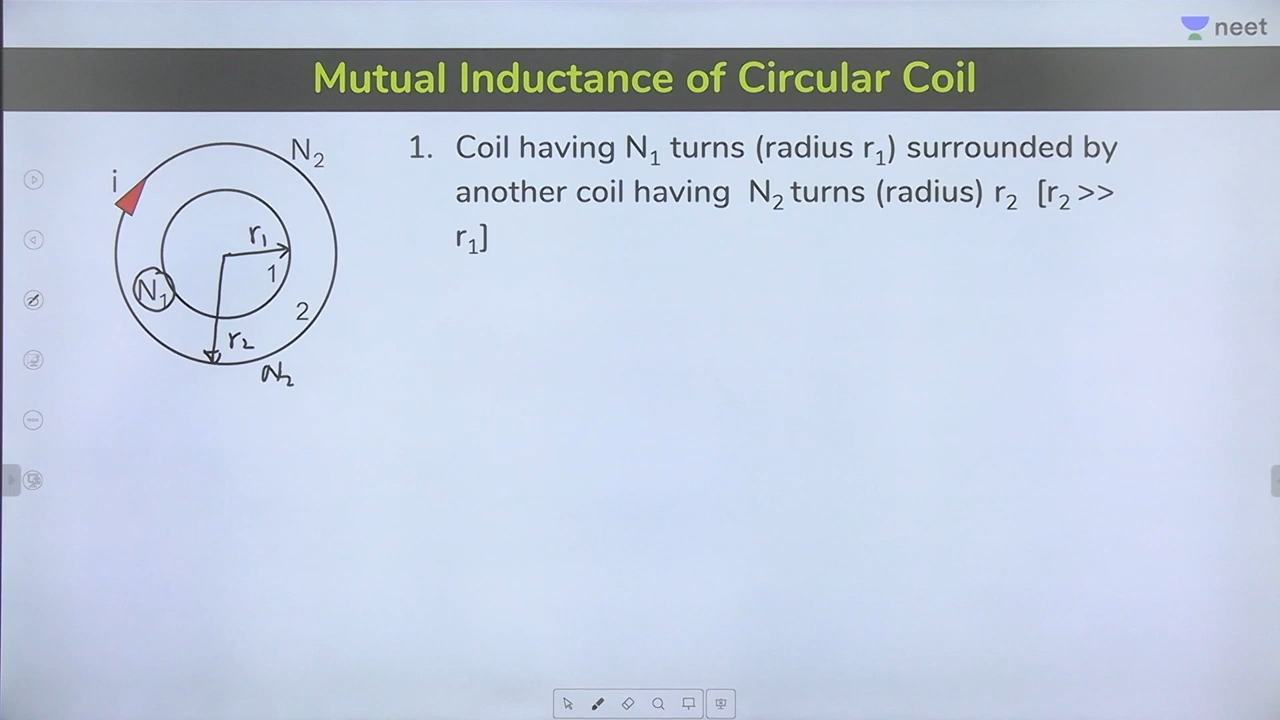 neet
Mutual Inductance of Circular Coil
1. Coil having N₁ turns (radius r₁) surrounded by
another coil having N₂ turns (radius) r₂ [r₂ >>
r₁]
N₂
i
r₁
1
N₁
2
r₂
N₂